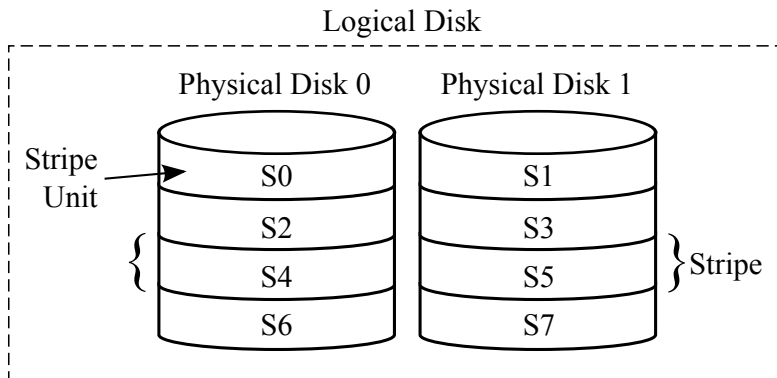 Logical Disk
Physical Disk 0
Physical Disk 1
Stripe
Unit
S0
S1
S2
S3
S4
S5
Stripe
S6
S7